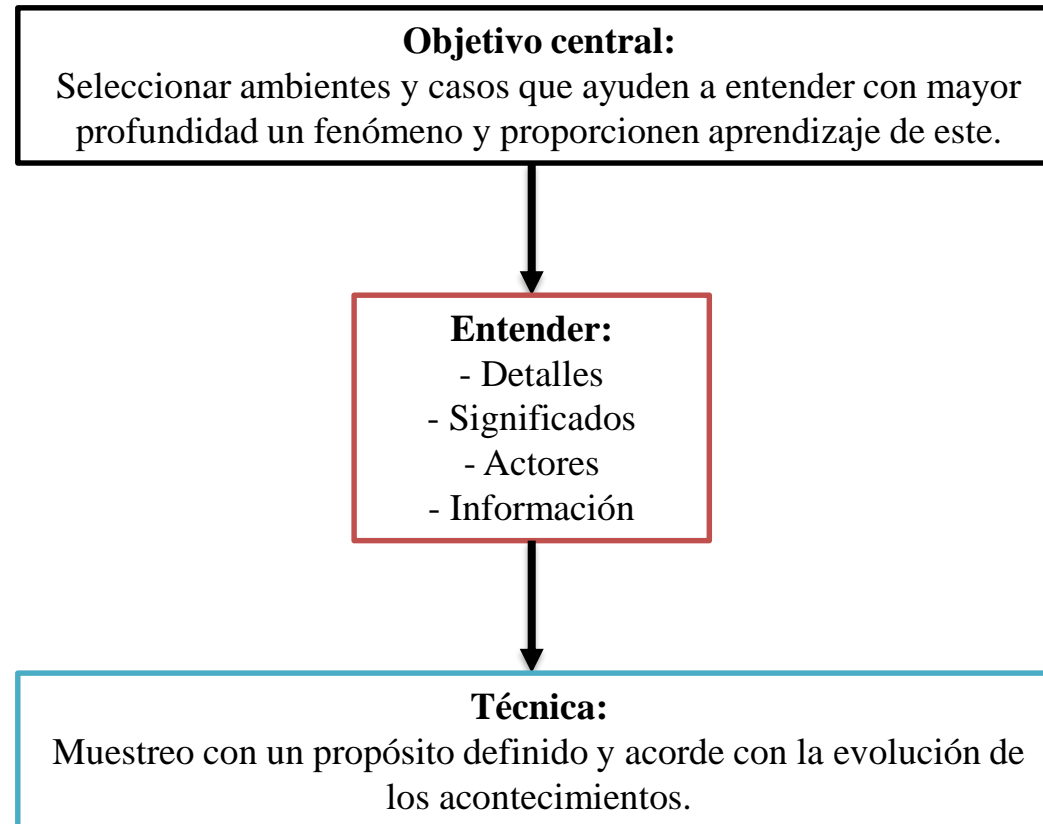 Objetivo central:
Seleccionar ambientes y casos que ayuden a entender con mayor
profundidad un fenómeno y proporcionen aprendizaje de este.
Entender:
- Detalles
- Significados
- Actores
- Información
Técnica:
Muestreo con un propósito definido y acorde con la evolución de
los acontecimientos.